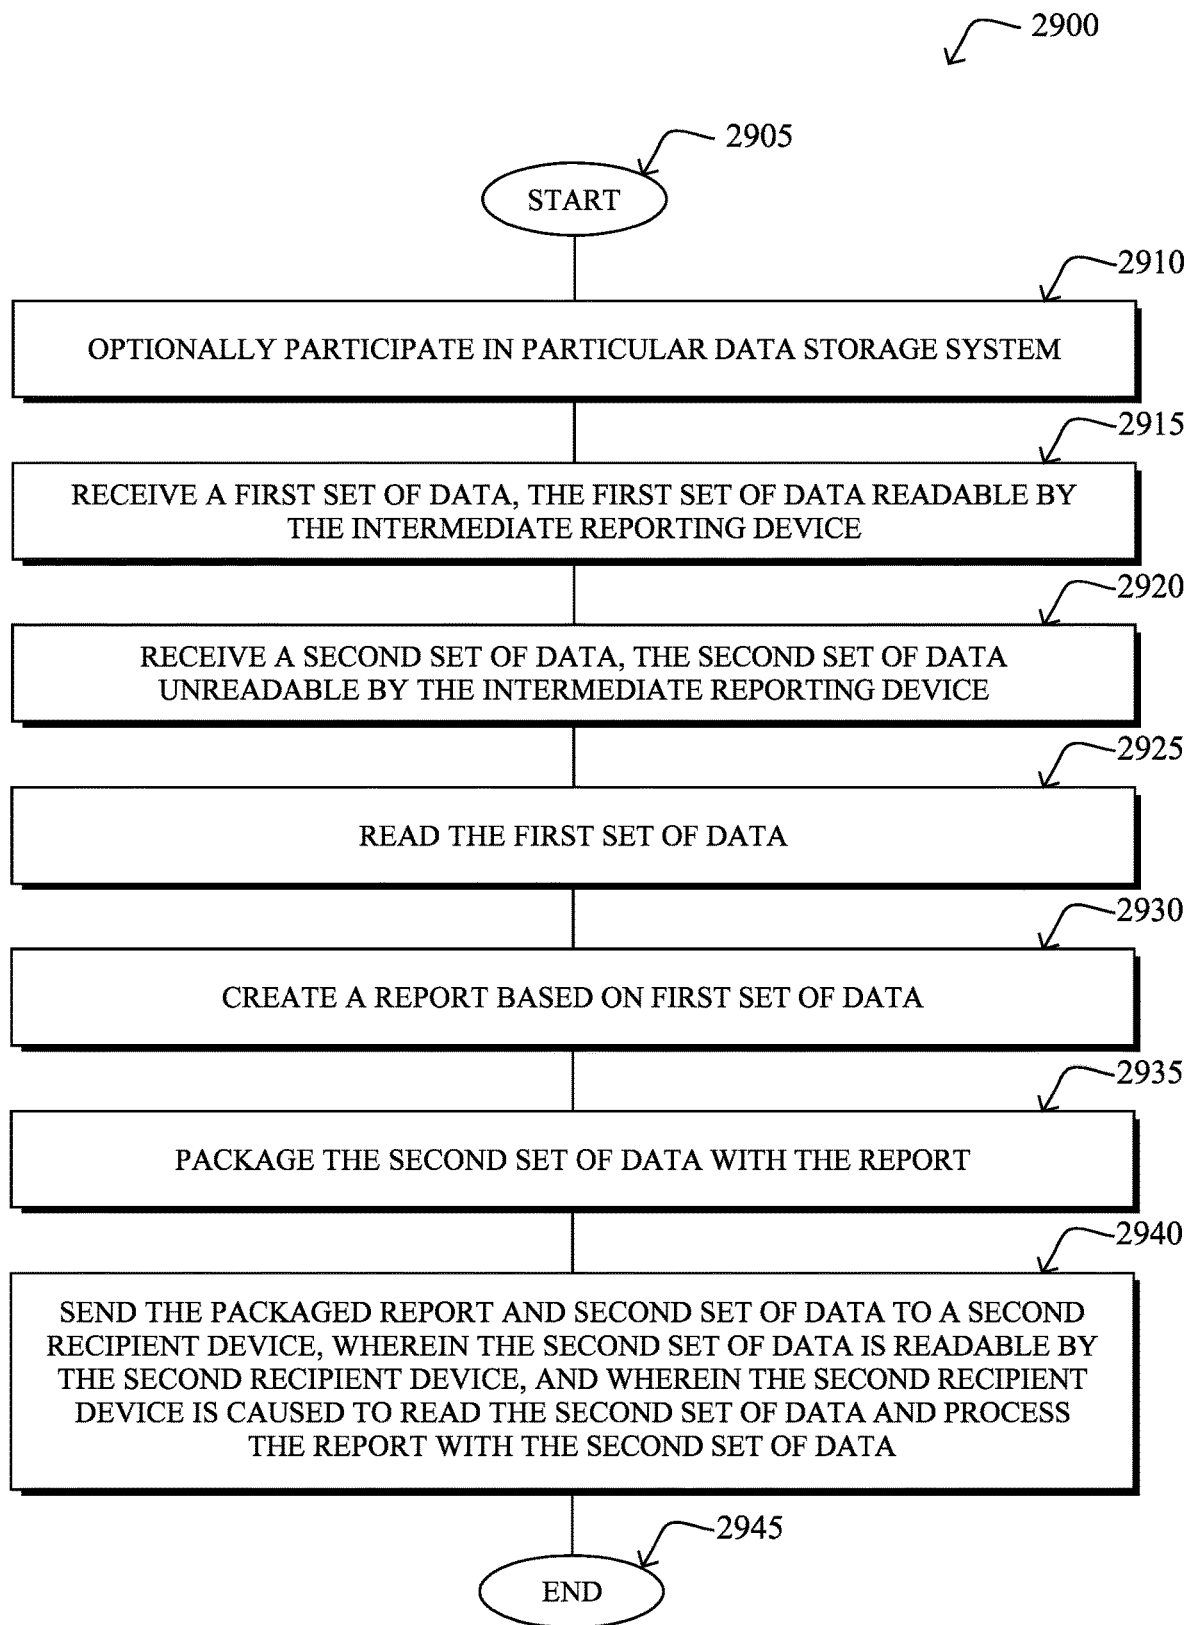 2900
2905
START
2910
OPTIONALLY PARTICIPATE IN PARTICULAR DATA STORAGE SYSTEM
2915
RECEIVE A FIRST SET OF DATA, THE FIRST SET OF DATA READABLE BY
THE INTERMEDIATE REPORTING DEVICE
2920
RECEIVE A SECOND SET OF DATA, THE SECOND SET OF DATA
UNREADABLE BY THE INTERMEDIATE REPORTING DEVICE
2925
READ THE FIRST SET OF DATA
2930
CREATE A REPORT BASED ON FIRST SET OF DATA
2935
PACKAGE THE SECOND SET OF DATA WITH THE REPORT
2940
SEND THE PACKAGED REPORT AND SECOND SET OF DATA TO A SECOND
RECIPIENT DEVICE, WHEREIN THE SECOND SET OF DATA IS READABLE BY
THE SECOND RECIPIENT DEVICE, AND WHEREIN THE SECOND RECIPIENT
DEVICE IS CAUSED TO READ THE SECOND SET OF DATA AND PROCESS
THE REPORT WITH THE SECOND SET OF DATA
2945
END